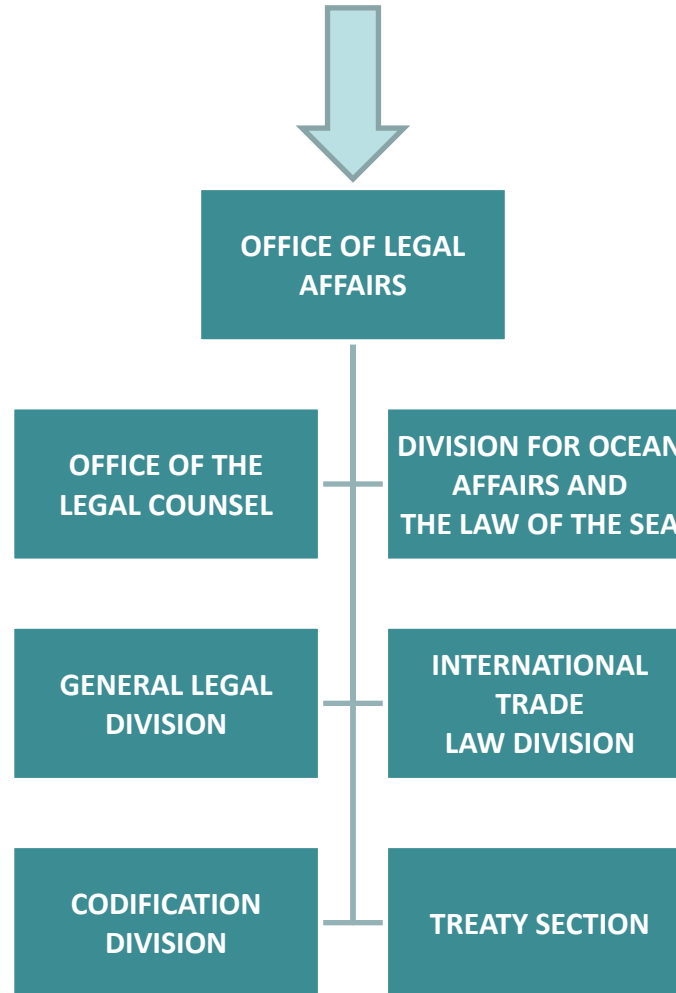 OFFICE OF LEGAL
AFFAIRS
OFFICE OF THE
LEGAL COUNSEL
DIVISION FOR OCEAN
AFFAIRS AND
THE LAW OF THE SEA
GENERAL LEGAL
DIVISION
INTERNATIONAL
TRADE
LAW DIVISION
CODIFICATION
DIVISION
TREATY SECTION